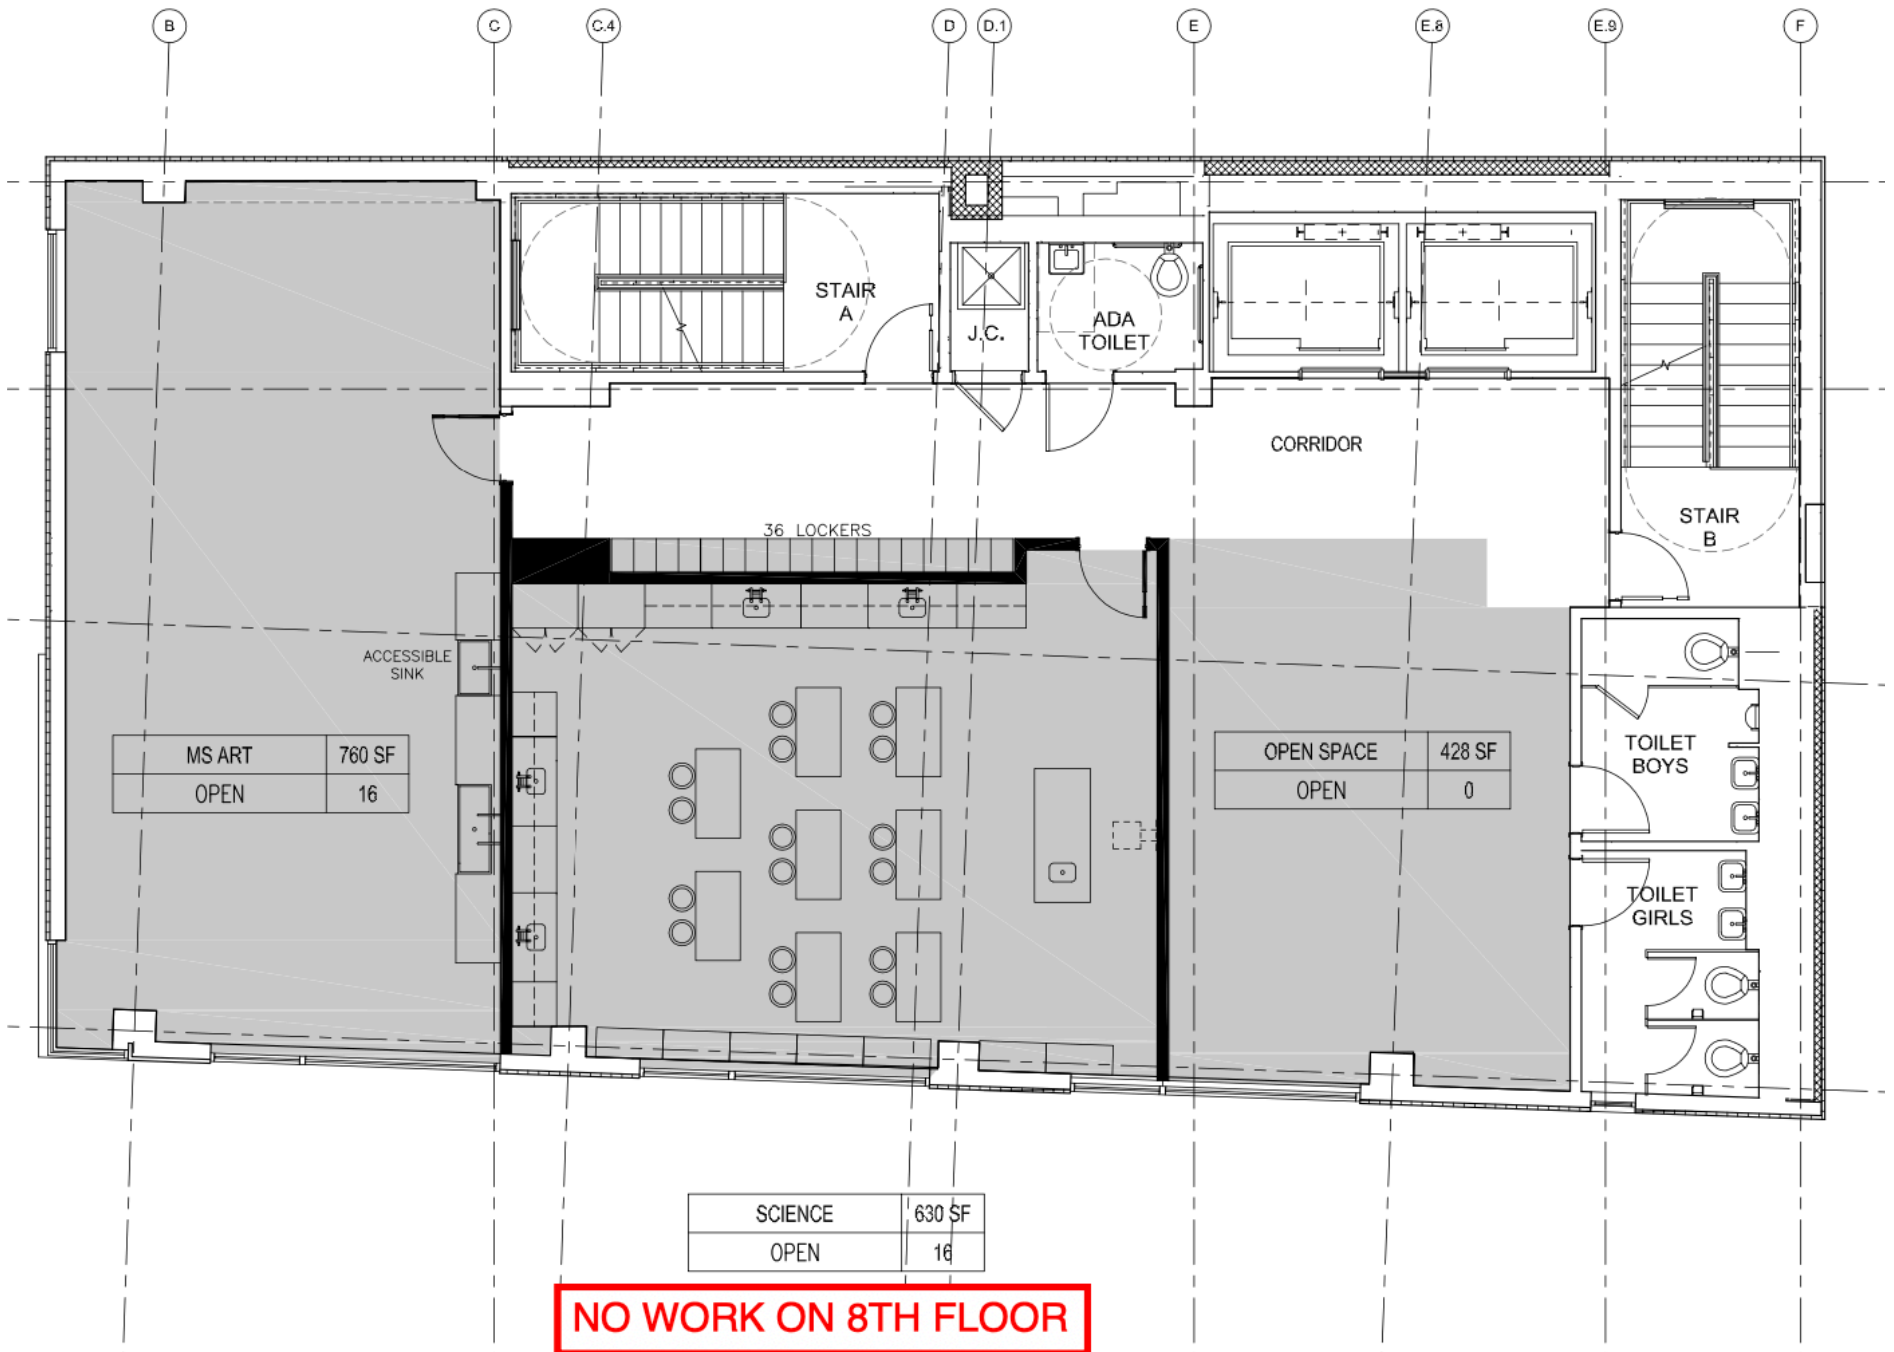 B
C
C.4
D
D.1
E
E.8
E.9
F
STAIR
A
J.C.
ADA
TOILET
CORRIDOR
STAIR
B
36 LOCKERS
ACCESSIBLE
SINK
MS ART 760 SF
OPEN 16
OPEN SPACE 428 SF
OPEN 0
TOILET
BOYS
TOILET
GIRLS
SCIENCE 630 SF
OPEN 16
NO WORK ON 8TH FLOOR